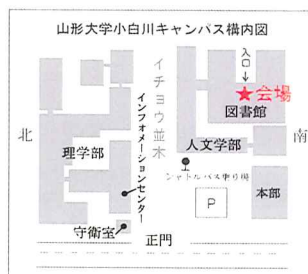 山形大学小白川キャンパス構内図
入口
イチョウ並木
★会場
図書館
北
南
インフォメーションセンター
人文学部
理学部
シャトルバス乗り場
本部
P
守衛室
正門